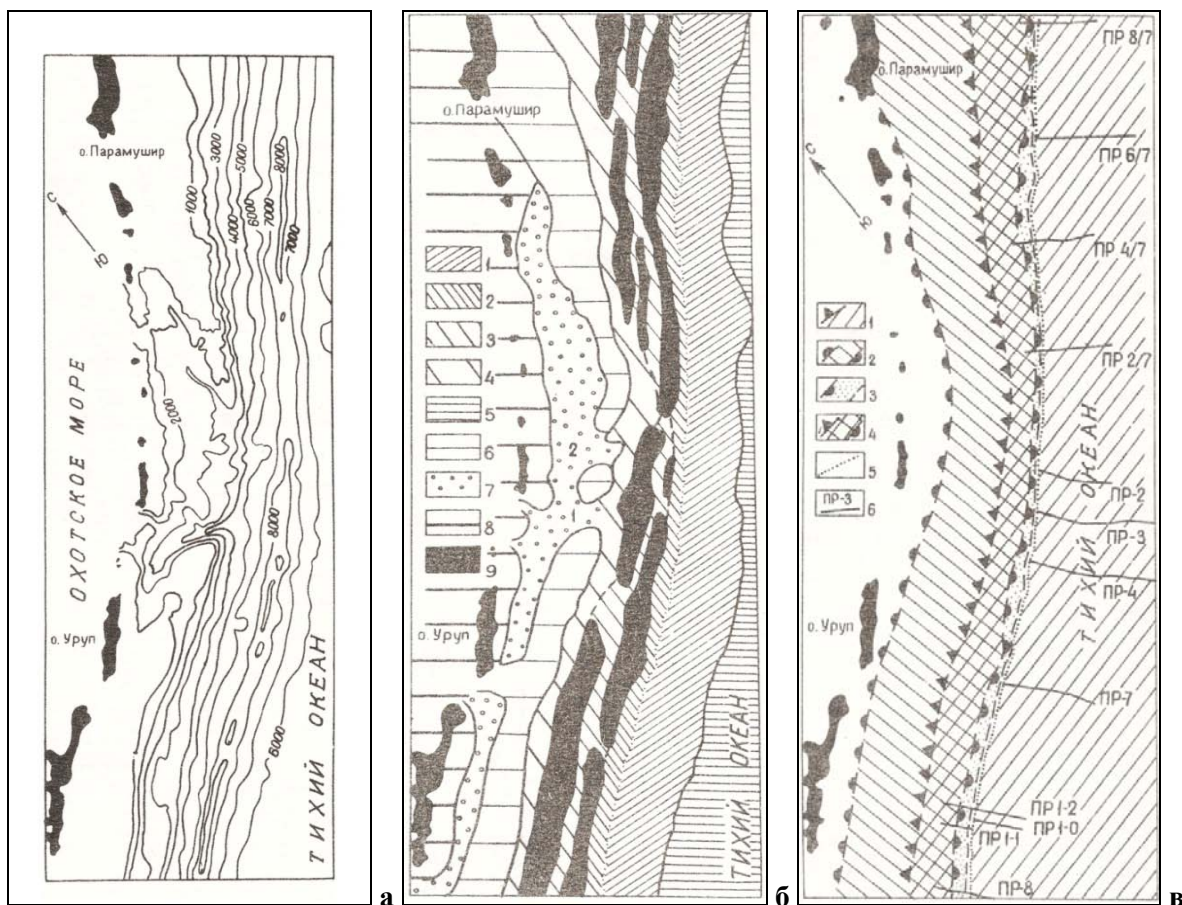 о. Парамушир
1000
3000
5000
4000
6000
7000
8000
7000
С
Ю
2000
ОХОТСКОЕ МОРЕ
8000
о. Уруп
6000
ТИХИЙ ОКЕАН
а
о. Парамушир
1
2
3
4
5
6
7
8
9
2
1
о. Уруп
ТИХИЙ ОКЕАН
б
ПР 8/7
о. Парамушир
ПР 6/7
С
Ю
ПР 4/7
1
2
3
4
5
ПР-3
6
ПР 2/7
ПР-2
ПР-3
ПР-4
ТИХИЙ ОКЕАН
о. Уруп
ПР-7
ПР 1-2
ПР 1-0
ПР 1-1
ПР-8
в